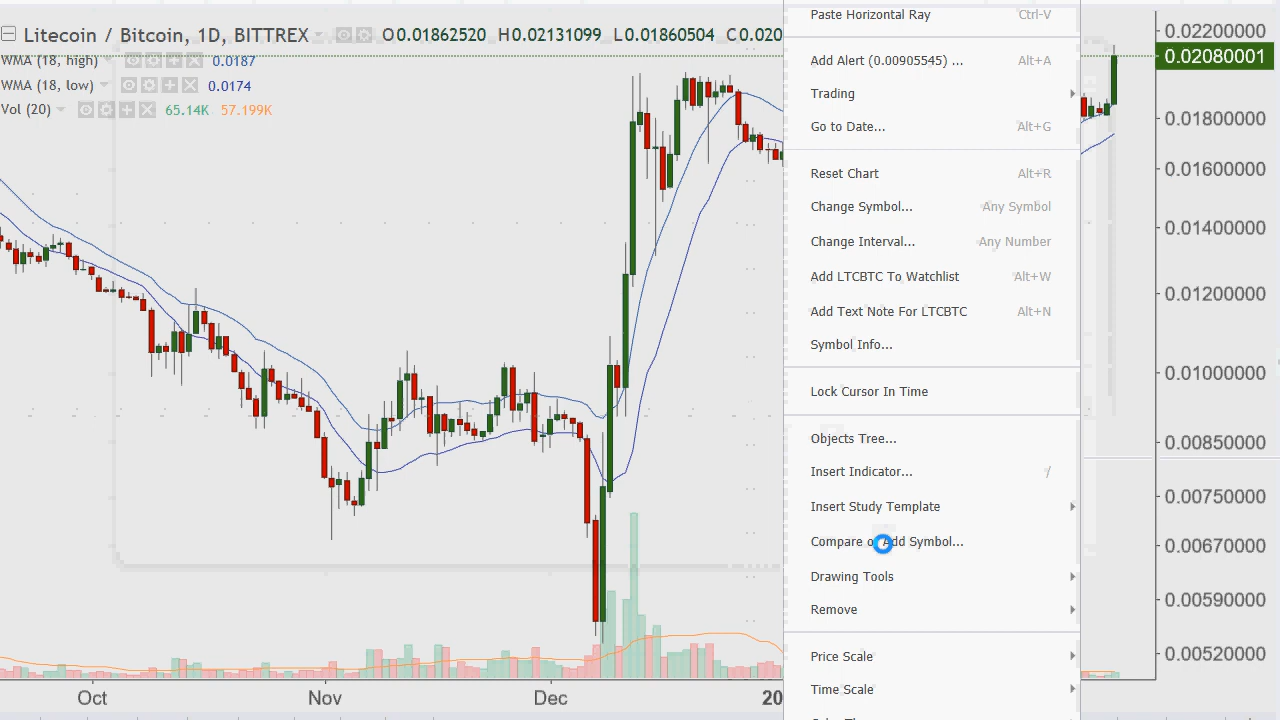 Litecoin / Bitcoin, 1D, BITTREX O0.01862520 H0.02131099 L0.01860504 C0.020
WMA (18, high) 0.0187
WMA (18, low) 0.0174
Vol (20) 65.14K 57.199K
Paste Horizontal Ray Ctrl-V
Add Alert (0.00905545) ... Alt+A
Trading
Go to Date... Alt+G
Reset Chart Alt+R
Change Symbol... Any Symbol
Change Interval... Any Number
Add LTCBTC To Watchlist Alt+W
Add Text Note For LTCBTC Alt+N
Symbol Info...
Lock Cursor In Time
Objects Tree...
Insert Indicator... /
Insert Study Template
Compare or Add Symbol...
Drawing Tools
Remove
Price Scale
Time Scale
0.02200000
0.02080001
0.01800000
0.01600000
0.01400000
0.01200000
0.01000000
0.00850000
0.00750000
0.00670000
0.00590000
0.00520000
Oct Nov Dec 20